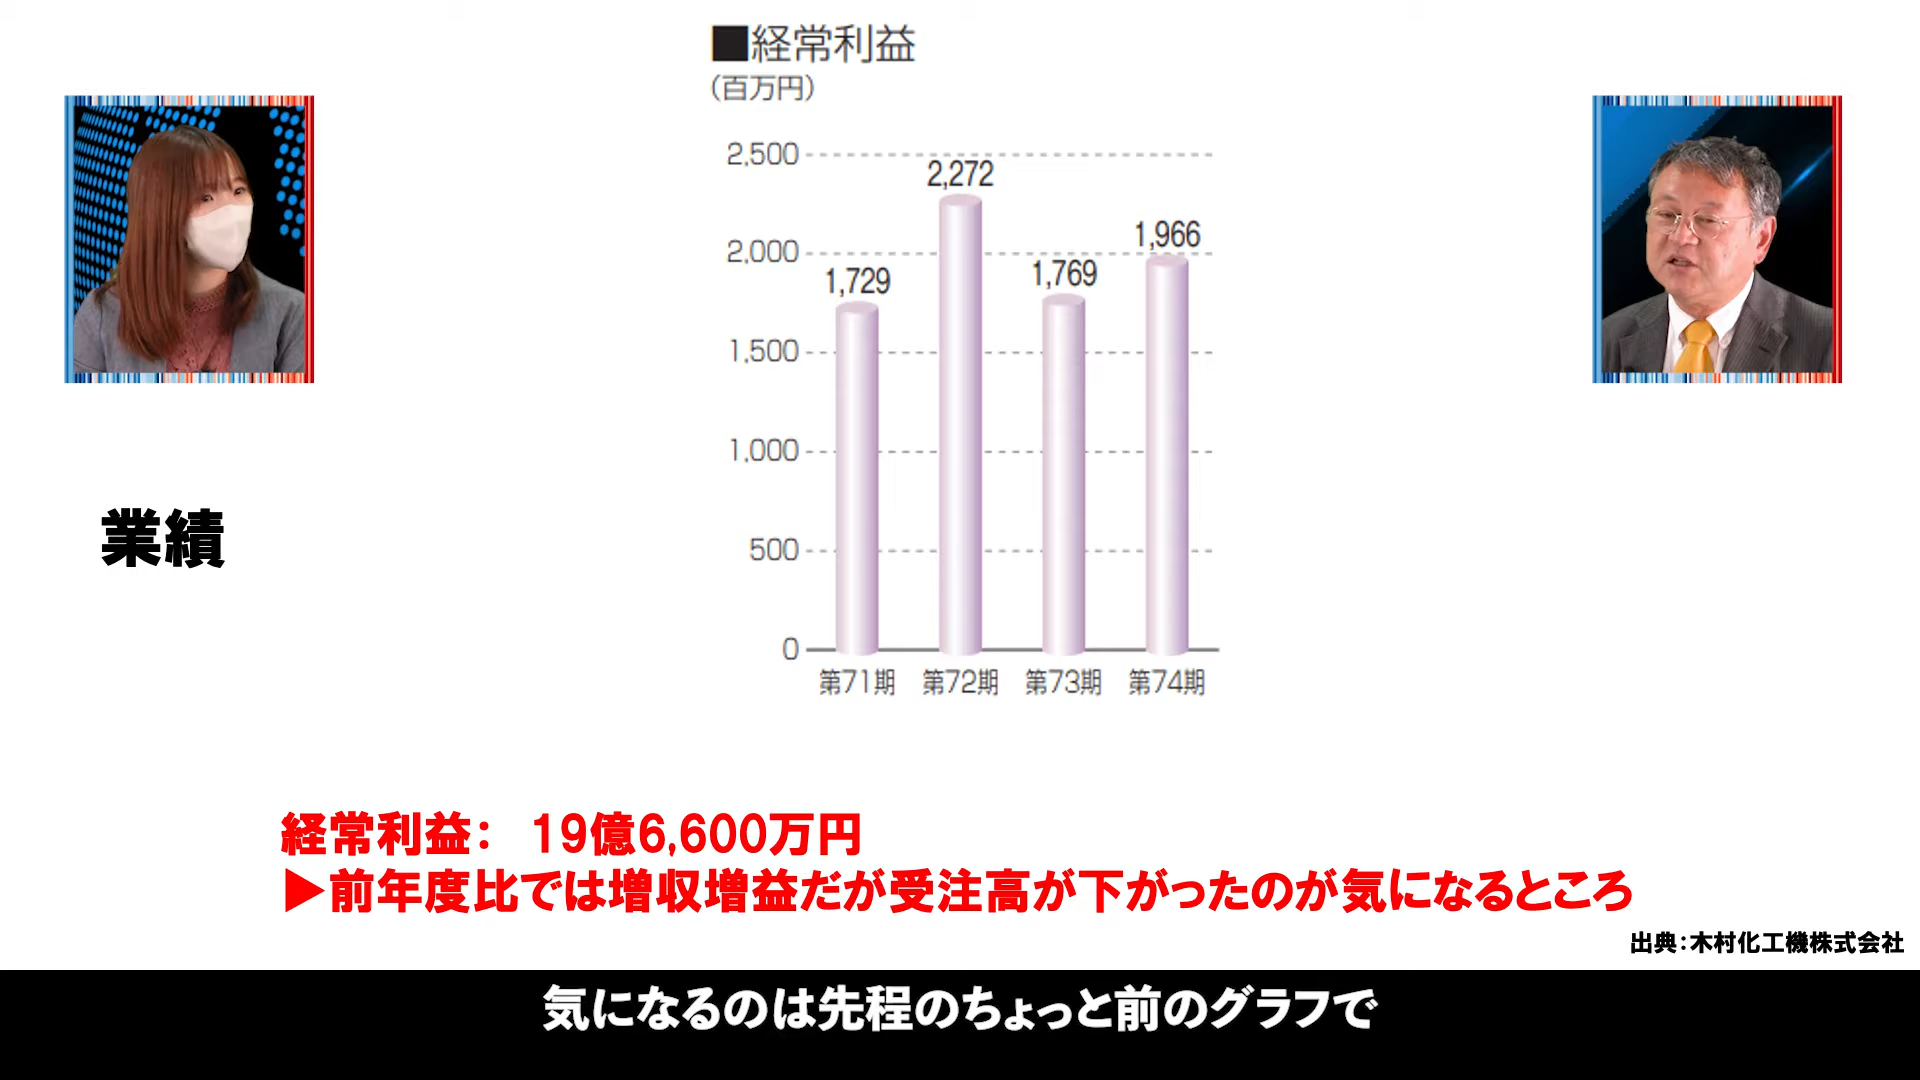 ■経常利益
(百万円)
2,500
2,272
2,000
1,966
1,729
1,769
1,500
1,000
500
0
第71期 第72期 第73期 第74期
業績
経常利益： 19億6,600万円
▶前年度比では増収増益だが受注高が下がったのが気になるところ
出典：木村化工機株式会社
気になるのは先程のちょっと前のグラフで